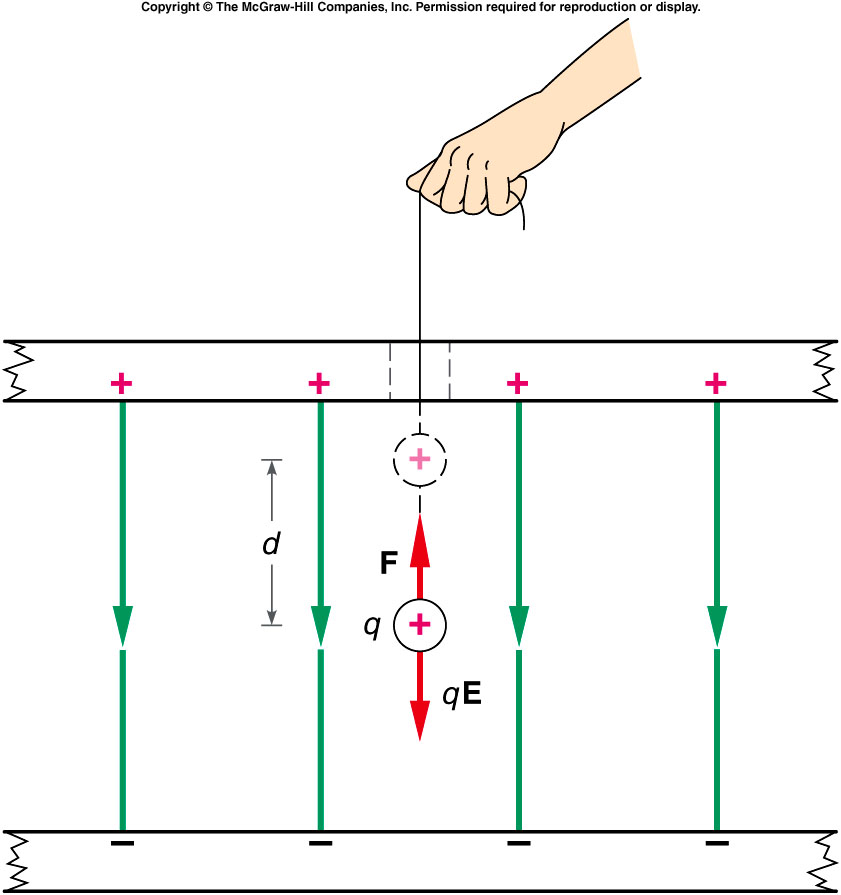 Copyright © The McGraw-Hill Companies, Inc. Permission required for reproduction or display.
+ + + +
+
d
F
q +
qE
− − − −